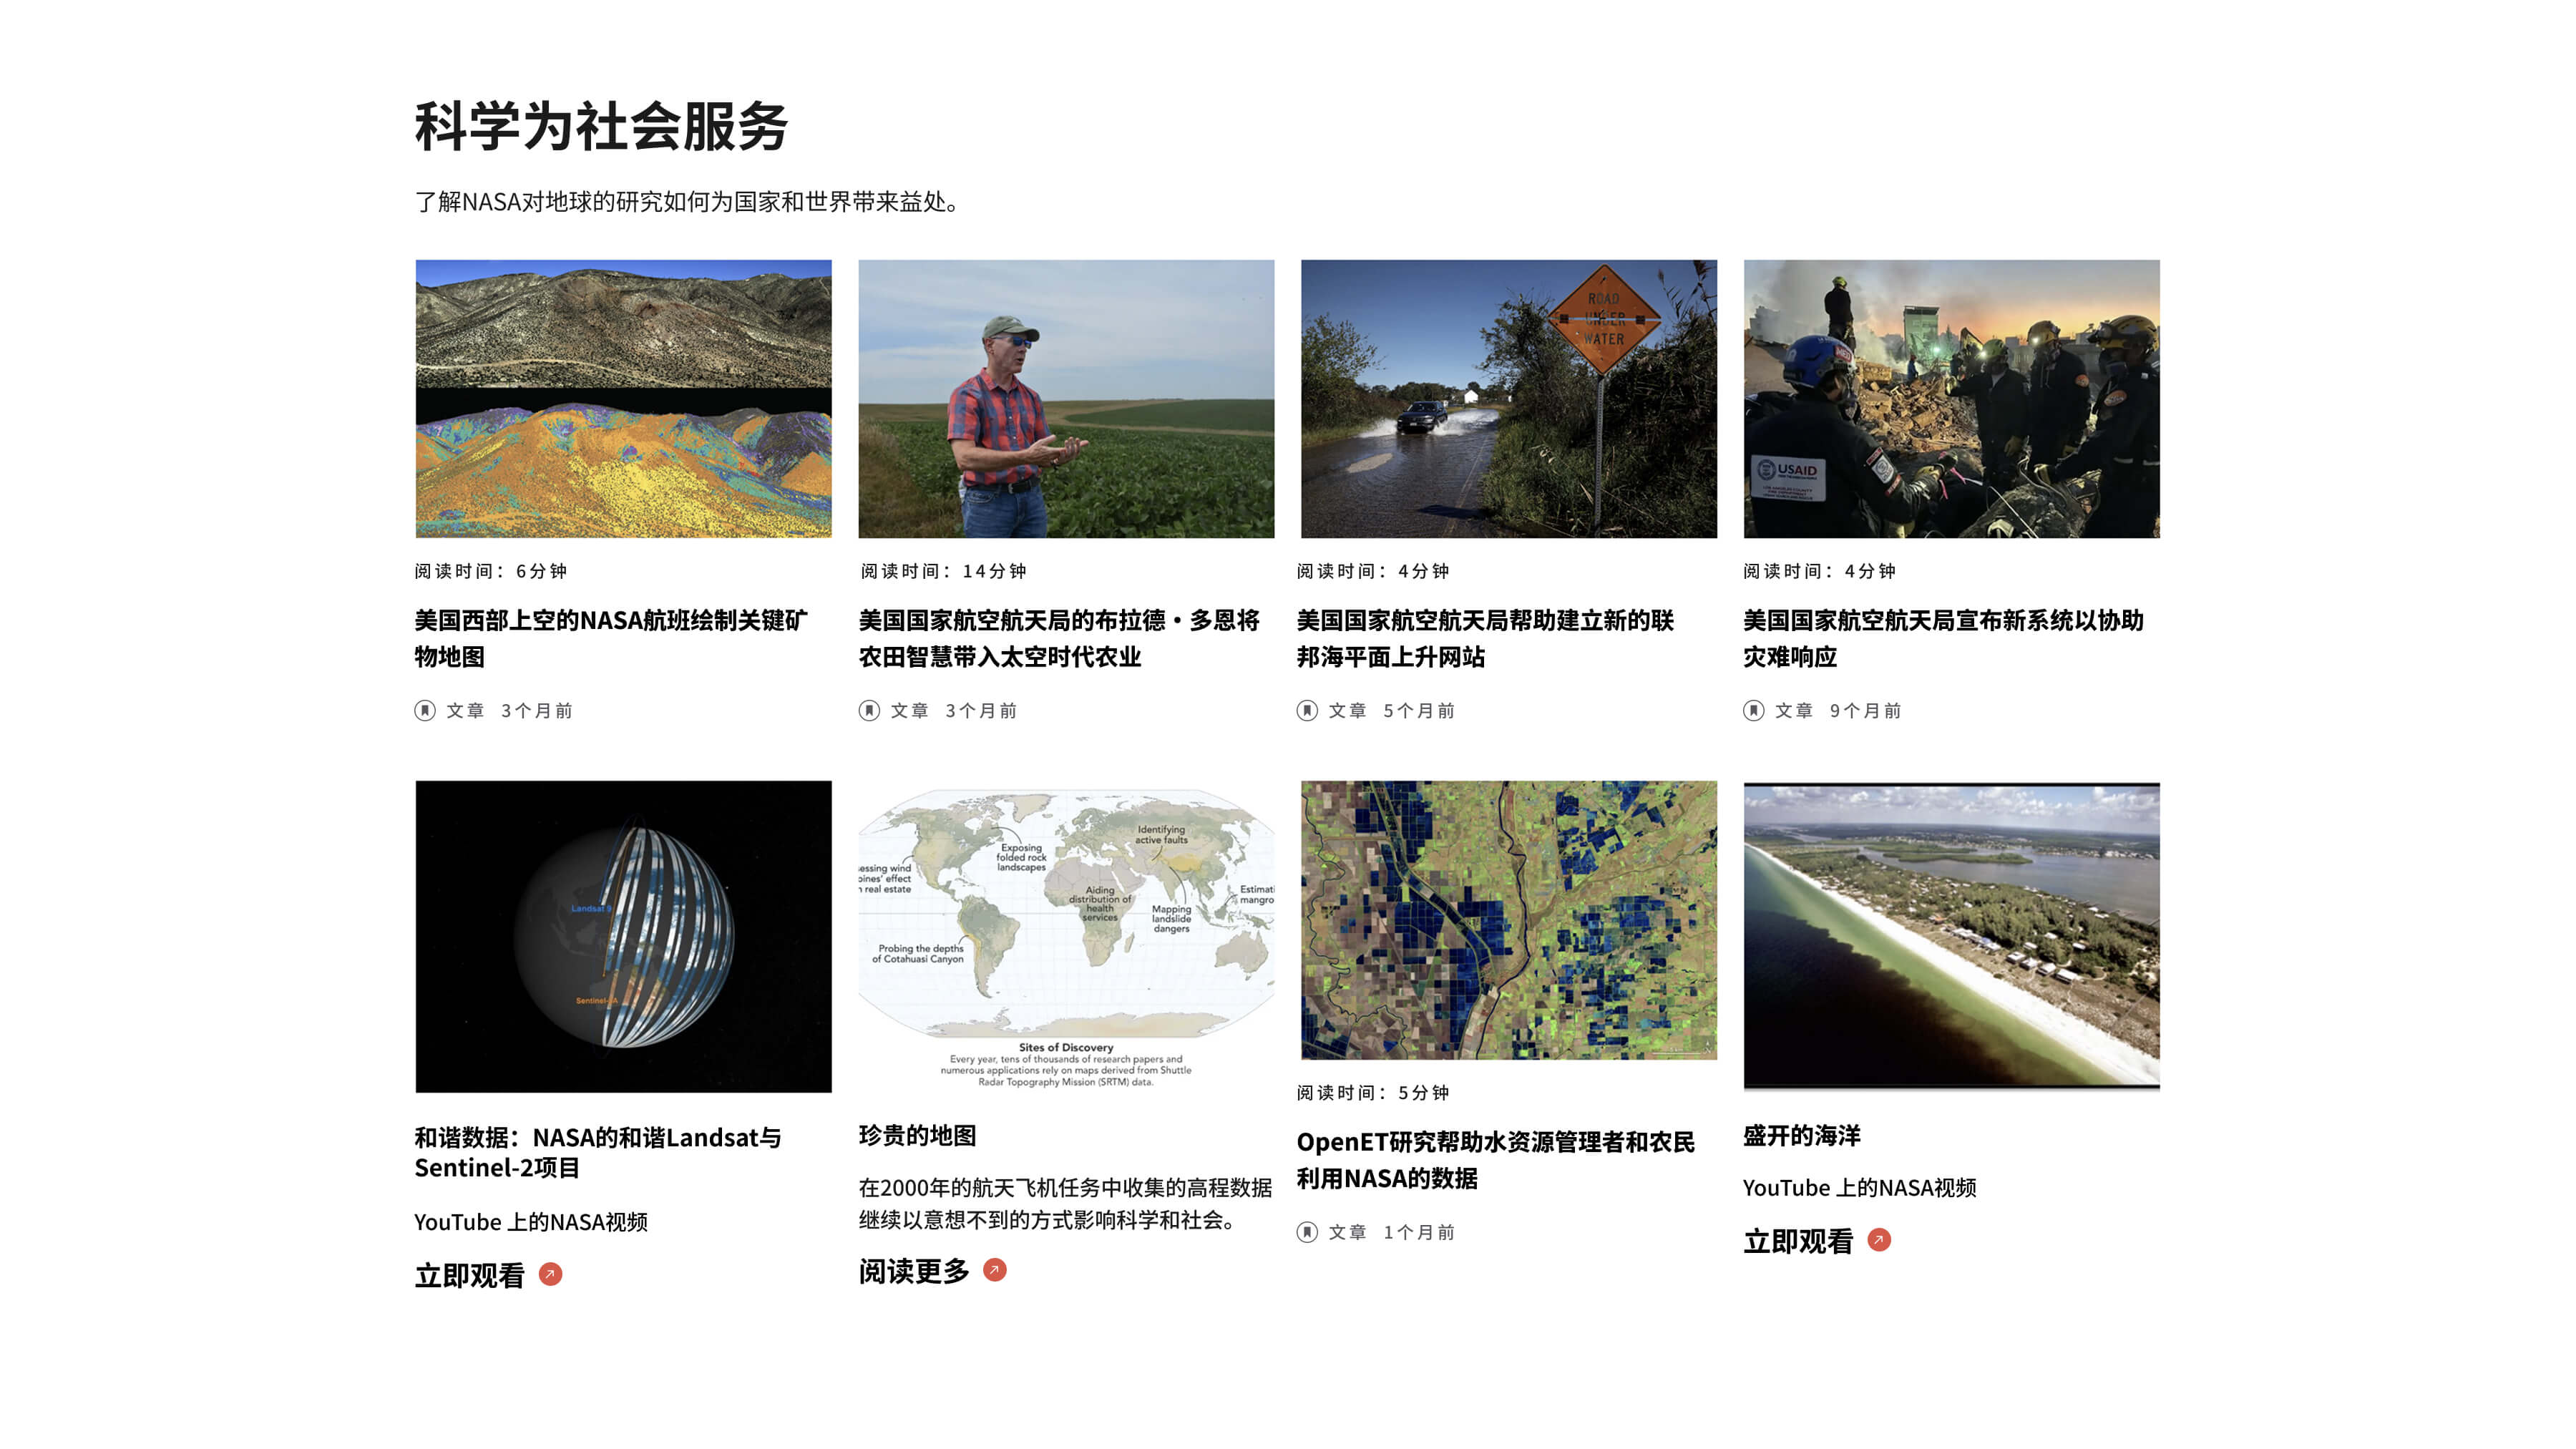 科学为社会服务
了解NASA对地球的研究如何为国家和世界带来益处。
ROAD
UNDER
WATER
USAID
阅读时间：6分钟
美国西部上空的NASA航班绘制关键矿
物地图
文章 3个月前
阅读时间：14分钟
美国国家航空航天局的布拉德·多恩将
农田智慧带入太空时代农业
文章 3个月前
阅读时间：4分钟
美国国家航空航天局帮助建立新的联
邦海平面上升网站
文章 5个月前
阅读时间：4分钟
美国国家航空航天局宣布新系统以协助
灾难响应
文章 9个月前
Landsat 9
Sentinel-2A
和谐数据：NASA的和谐Landsat与
Sentinel-2项目
YouTube 上的NASA视频
立即观看
essing wind
bines' effect
n real estate
Exposing
folded rock
landscapes
Identifying
active faults
Aiding
distribution of
health
services
Mapping
landslide
dangers
Estimati
mangro
Probing the depths
of Cotahuasi Canyon
Sites of Discovery
Every year, tens of thousands of research papers and
numerous applications rely on maps derived from Shuttle
Radar Topography Mission (SRTM) data.
珍贵的地图
在2000年的航天飞机任务中收集的高程数据
继续以意想不到的方式影响科学和社会。
阅读更多
阅读时间：5分钟
OpenET研究帮助水资源管理者和农民
利用NASA的数据
文章 1个月前
盛开的海洋
YouTube 上的NASA视频
立即观看